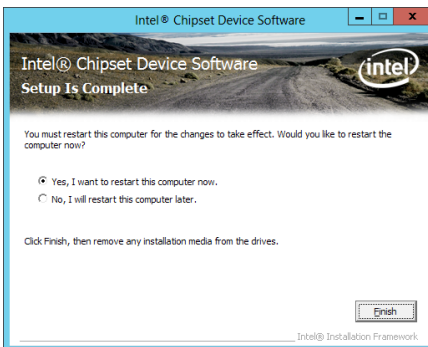 Intel® Chipset Device Software
x
Intel® Chipset Device Software
Setup Is Complete
intel
You must restart this computer for the changes to take effect. Would you like to restart the
computer now?
Yes, I want to restart this computer now.
No, I will restart this computer later.
Click Finish, then remove any installation media from the drives.
Finish
Intel® Installation Framework